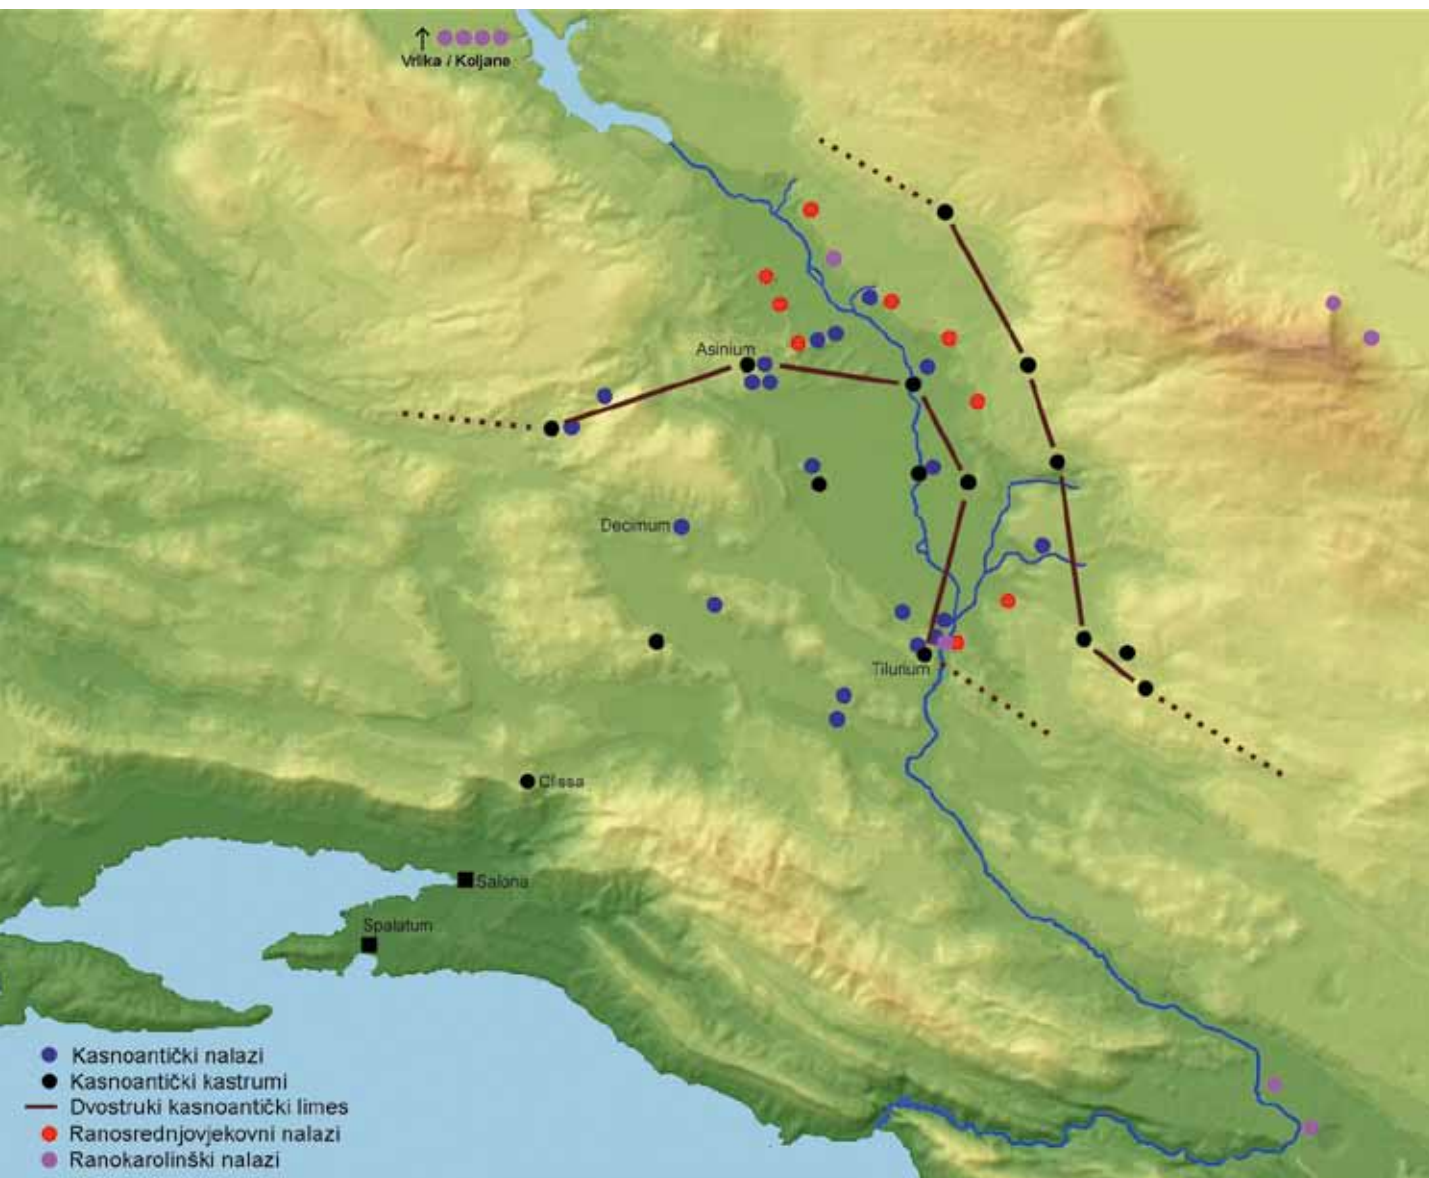 Vrlika / Koljane
Asinium
Decimum
Tilurium
Clissa
Salona
Spalatum
Kasnoantički nalazi
Kasnoantički kastrumi
Dvostruki kasnoantički limes
Ranosrednjovjekovni nalazi
Ranokarolinški nalazi